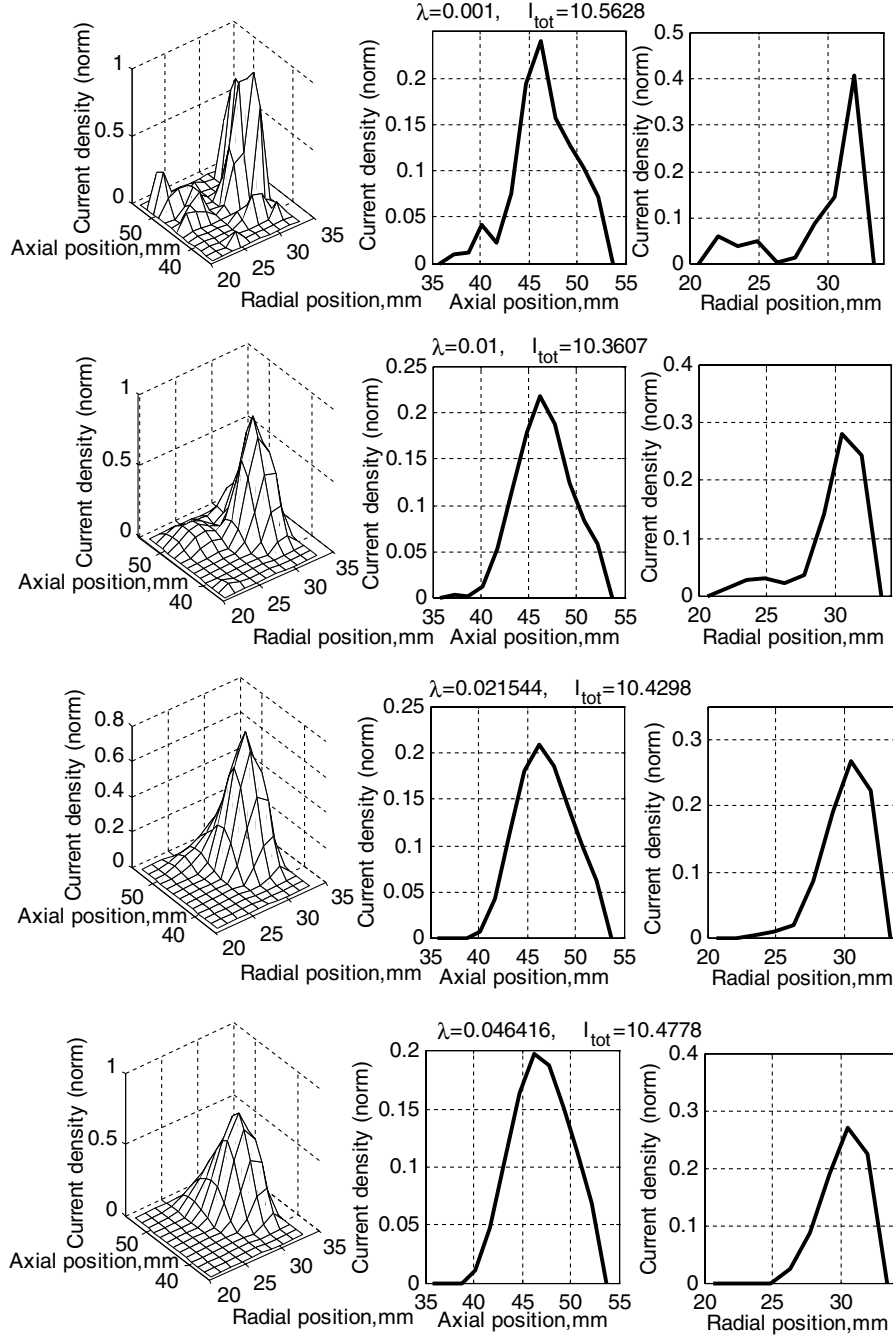 λ=0.001, I_tot=10.5628
Current density (norm)
1
0.5
0
50
40
Axial position,mm
20
25
30
35
Radial position,mm
Current density (norm)
0.2
0.15
0.1
0.05
0
35 40 45 50 55
Axial position,mm
Current density (norm)
0.5
0.4
0.3
0.2
0.1
0
20 30
Radial position,mm
λ=0.01, I_tot=10.3607
Current density (norm)
1
0.5
0
50
40
Axial position,mm
20
25
30
35
Radial position,mm
Current density (norm)
0.25
0.2
0.15
0.1
0.05
0
35 40 45 50 55
Axial position,mm
Current density (norm)
0.4
0.3
0.2
0.1
0
20 25 30
Radial position,mm
λ=0.021544, I_tot=10.4298
Current density (norm)
0.8
0.6
0.4
0.2
0
50
40
Axial position,mm
20
25
30
35
Radial position,mm
Current density (norm)
0.25
0.2
0.15
0.1
0.05
0
35 40 45 50 55
Axial position,mm
Current density (norm)
0.3
0.2
0.1
0
20 25 30
Radial position,mm
λ=0.046416, I_tot=10.4778
Current density (norm)
1
0.5
0
50
40
Axial position,mm
20
25
30
35
Radial position,mm
Current density (norm)
0.2
0.15
0.1
0.05
0
35 40 45 50 55
Axial position,mm
Current density (norm)
0.4
0.3
0.2
0.1
0
20 25 30
Radial position,mm